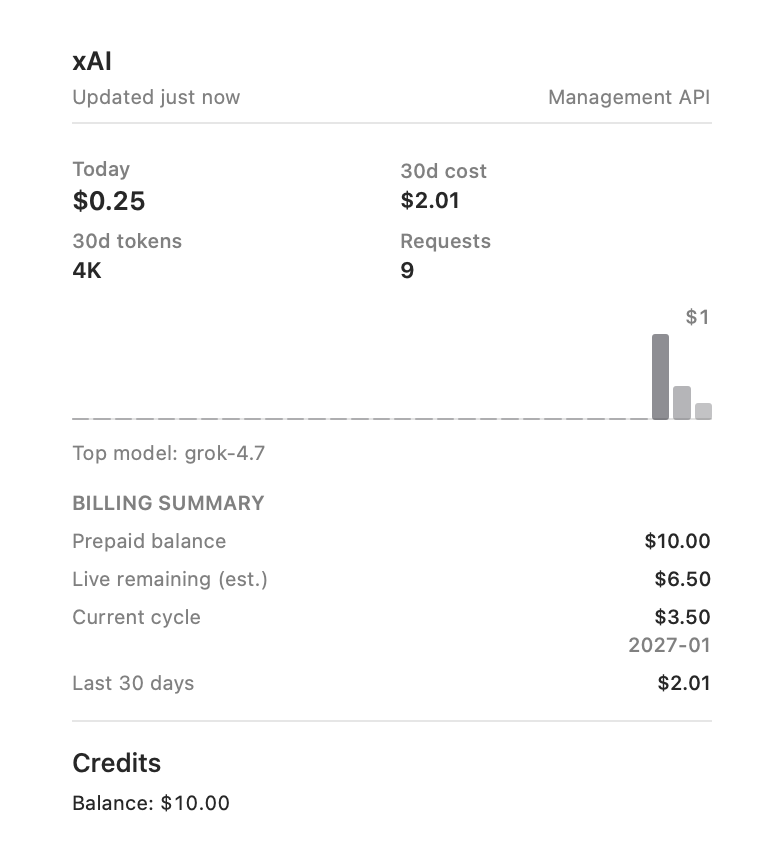 xAI
Updated just now Management API
Today 30d cost
$0.25 $2.01
30d tokens Requests
4K 9
$1
Top model: grok-4.7
BILLING SUMMARY
Prepaid balance $10.00
Live remaining (est.) $6.50
Current cycle $3.50
2027-01
Last 30 days $2.01
Credits
Balance: $10.00